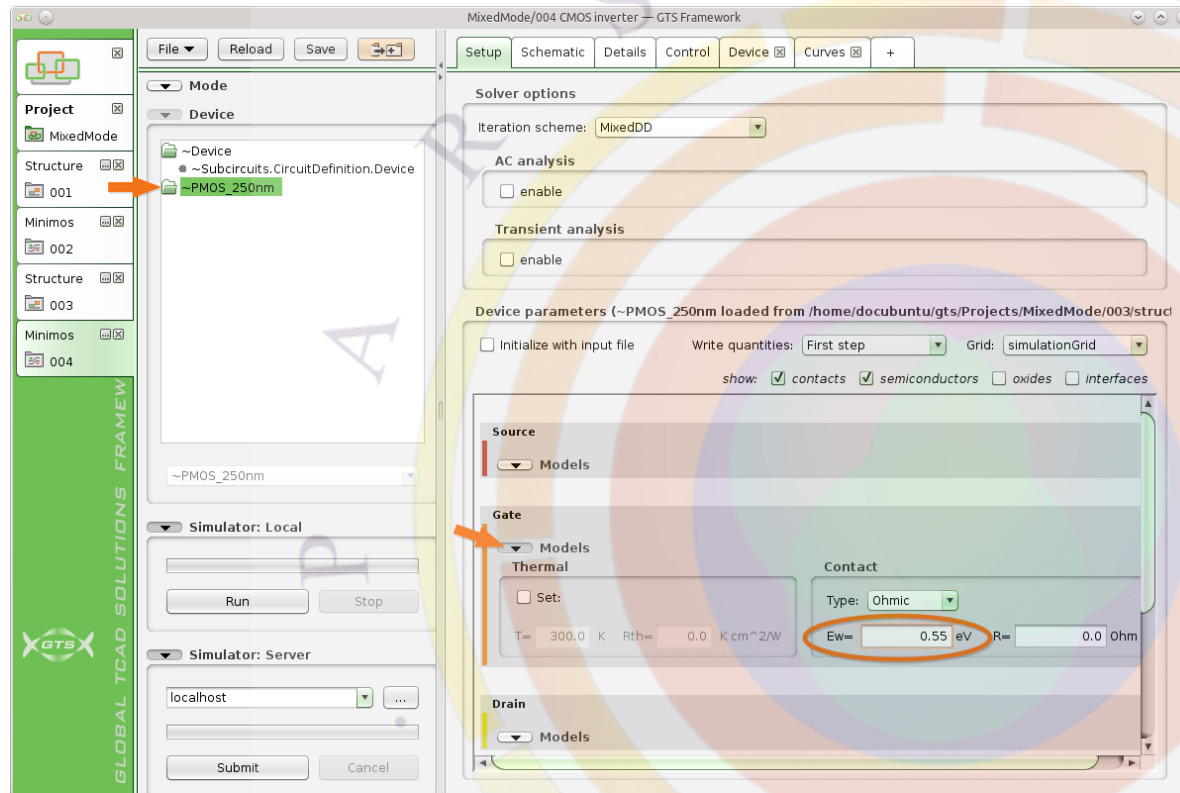 MixedMode/004 CMOS inverter — GTS Framework
File Reload Save
Setup Schematic Details Control Device Curves +
Project
MixedMode
Structure
001
Minimos
002
Structure
003
Minimos
004
GLOBAL TCAD SOLUTIONS FRAMEW
GTS
Mode
Device
~Device
~Subcircuits.CircuitDefinition.Device
~PMOS_250nm
~PMOS_250nm
Simulator: Local
Run Stop
Simulator: Server
localhost ...
Submit Cancel
Solver options
Iteration scheme: MixedDD
AC analysis
enable
Transient analysis
enable
Device parameters (~PMOS_250nm loaded from /home/docubuntu/gts/Projects/MixedMode/003/struct
Initialize with input file Write quantities: First step Grid: simulationGrid
show: contacts semiconductors oxides interfaces
Source
Models
Gate
Models
Thermal Contact
Set: Type: Ohmic
T= 300.0 K Rth= 0.0 K cm^2/W Ew= 0.55 eV R= 0.0 Ohm
Drain
Models
P A R S